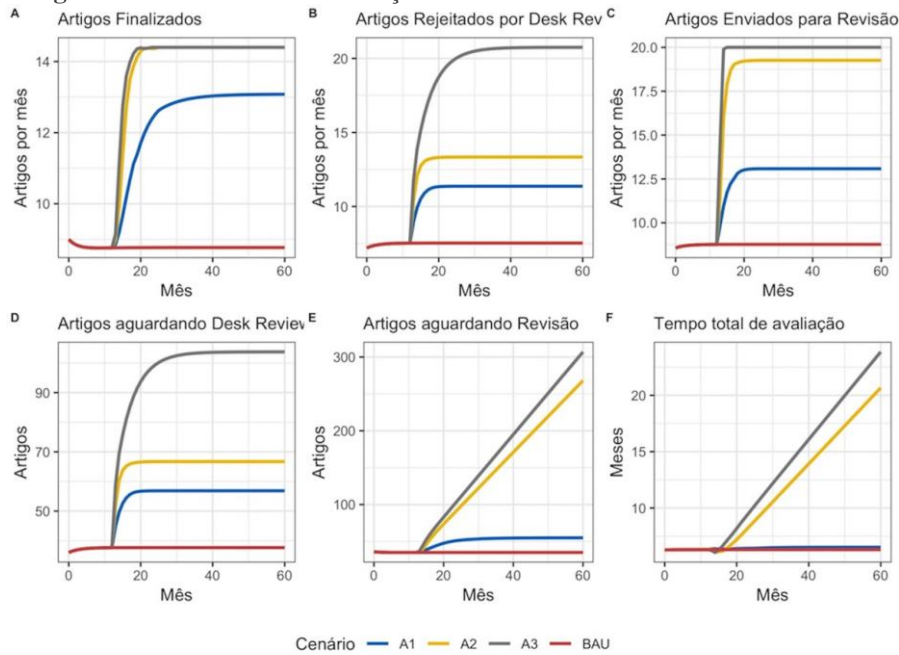 A Artigos Finalizados
Artigos por mês
14
12
10
0 20 40 60
Mês
B Artigos Rejeitados por Desk Rev
Artigos por mês
20
15
10
0 20 40 60
Mês
C Artigos Enviados para Revisão
Artigos por mês
20.0
17.5
15.0
12.5
10.0
0 20 40 60
Mês
D Artigos aguardando Desk Review
Artigos
90
70
50
0 20 40 60
Mês
E Artigos aguardando Revisão
Artigos
300
200
100
0 20 40 60
Mês
F Tempo total de avaliação
Meses
20
15
10
0 20 40 60
Mês
Cenário A1 A2 A3 BAU